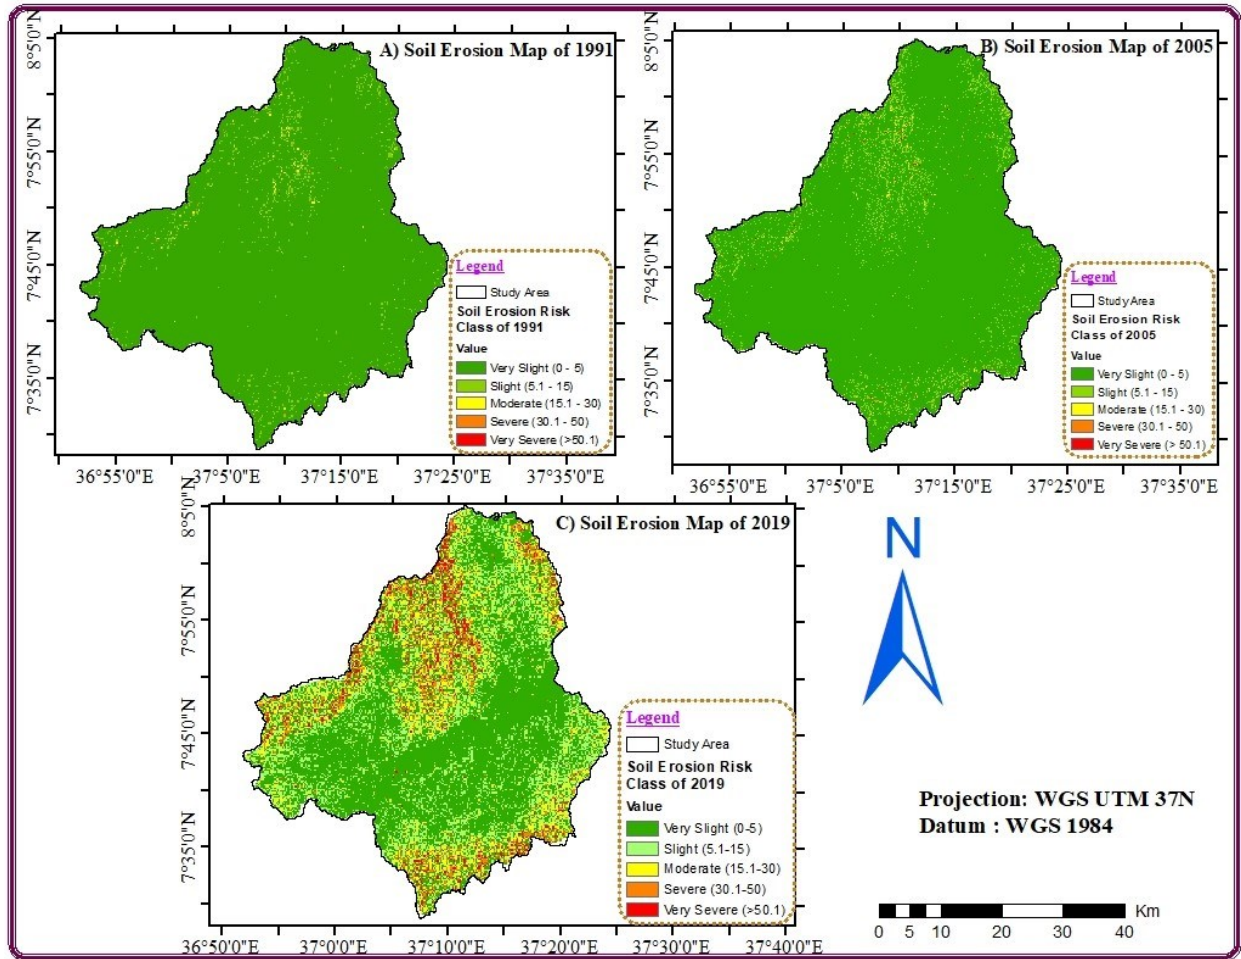 A) Soil Erosion Map of 1991
8°5'0"N
7°55'0"N
7°45'0"N
7°35'0"N
Legend
Study Area
Soil Erosion Risk
Class of 1991
Value
Very Slight (0 - 5)
Slight (5.1 - 15)
Moderate (15.1 - 30)
Severe (30.1 - 50)
Very Severe (>50.1)
36°55'0"E 37°5'0"E 37°15'0"E 37°25'0"E 37°35'0"E
B) Soil Erosion Map of 2005
8°5'0"N
7°55'0"N
7°45'0"N
7°35'0"N
Legend
Study Area
Soil Erosion Risk
Class of 2005
Value
Very Slight (0 - 5)
Slight (5.1 - 15)
Moderate (15.1 - 30)
Severe (30.1 - 50)
Very Severe (> 50.1)
36°55'0"E 37°5'0"E 37°15'0"E 37°25'0"E 37°35'0"E
C) Soil Erosion Map of 2019
8°5'0"N
7°55'0"N
7°45'0"N
7°35'0"N
Legend
Study Area
Soil Erosion Risk
Class of 2019
Value
Very Slight (0-5)
Slight (5.1-15)
Moderate (15.1-30)
Severe (30.1-50)
Very Severe (>50.1)
36°50'0"E 37°0'0"E 37°10'0"E 37°20'0"E 37°30'0"E 37°40'0"E
N
Projection: WGS UTM 37N
Datum : WGS 1984
Km
0 5 10 20 30 40